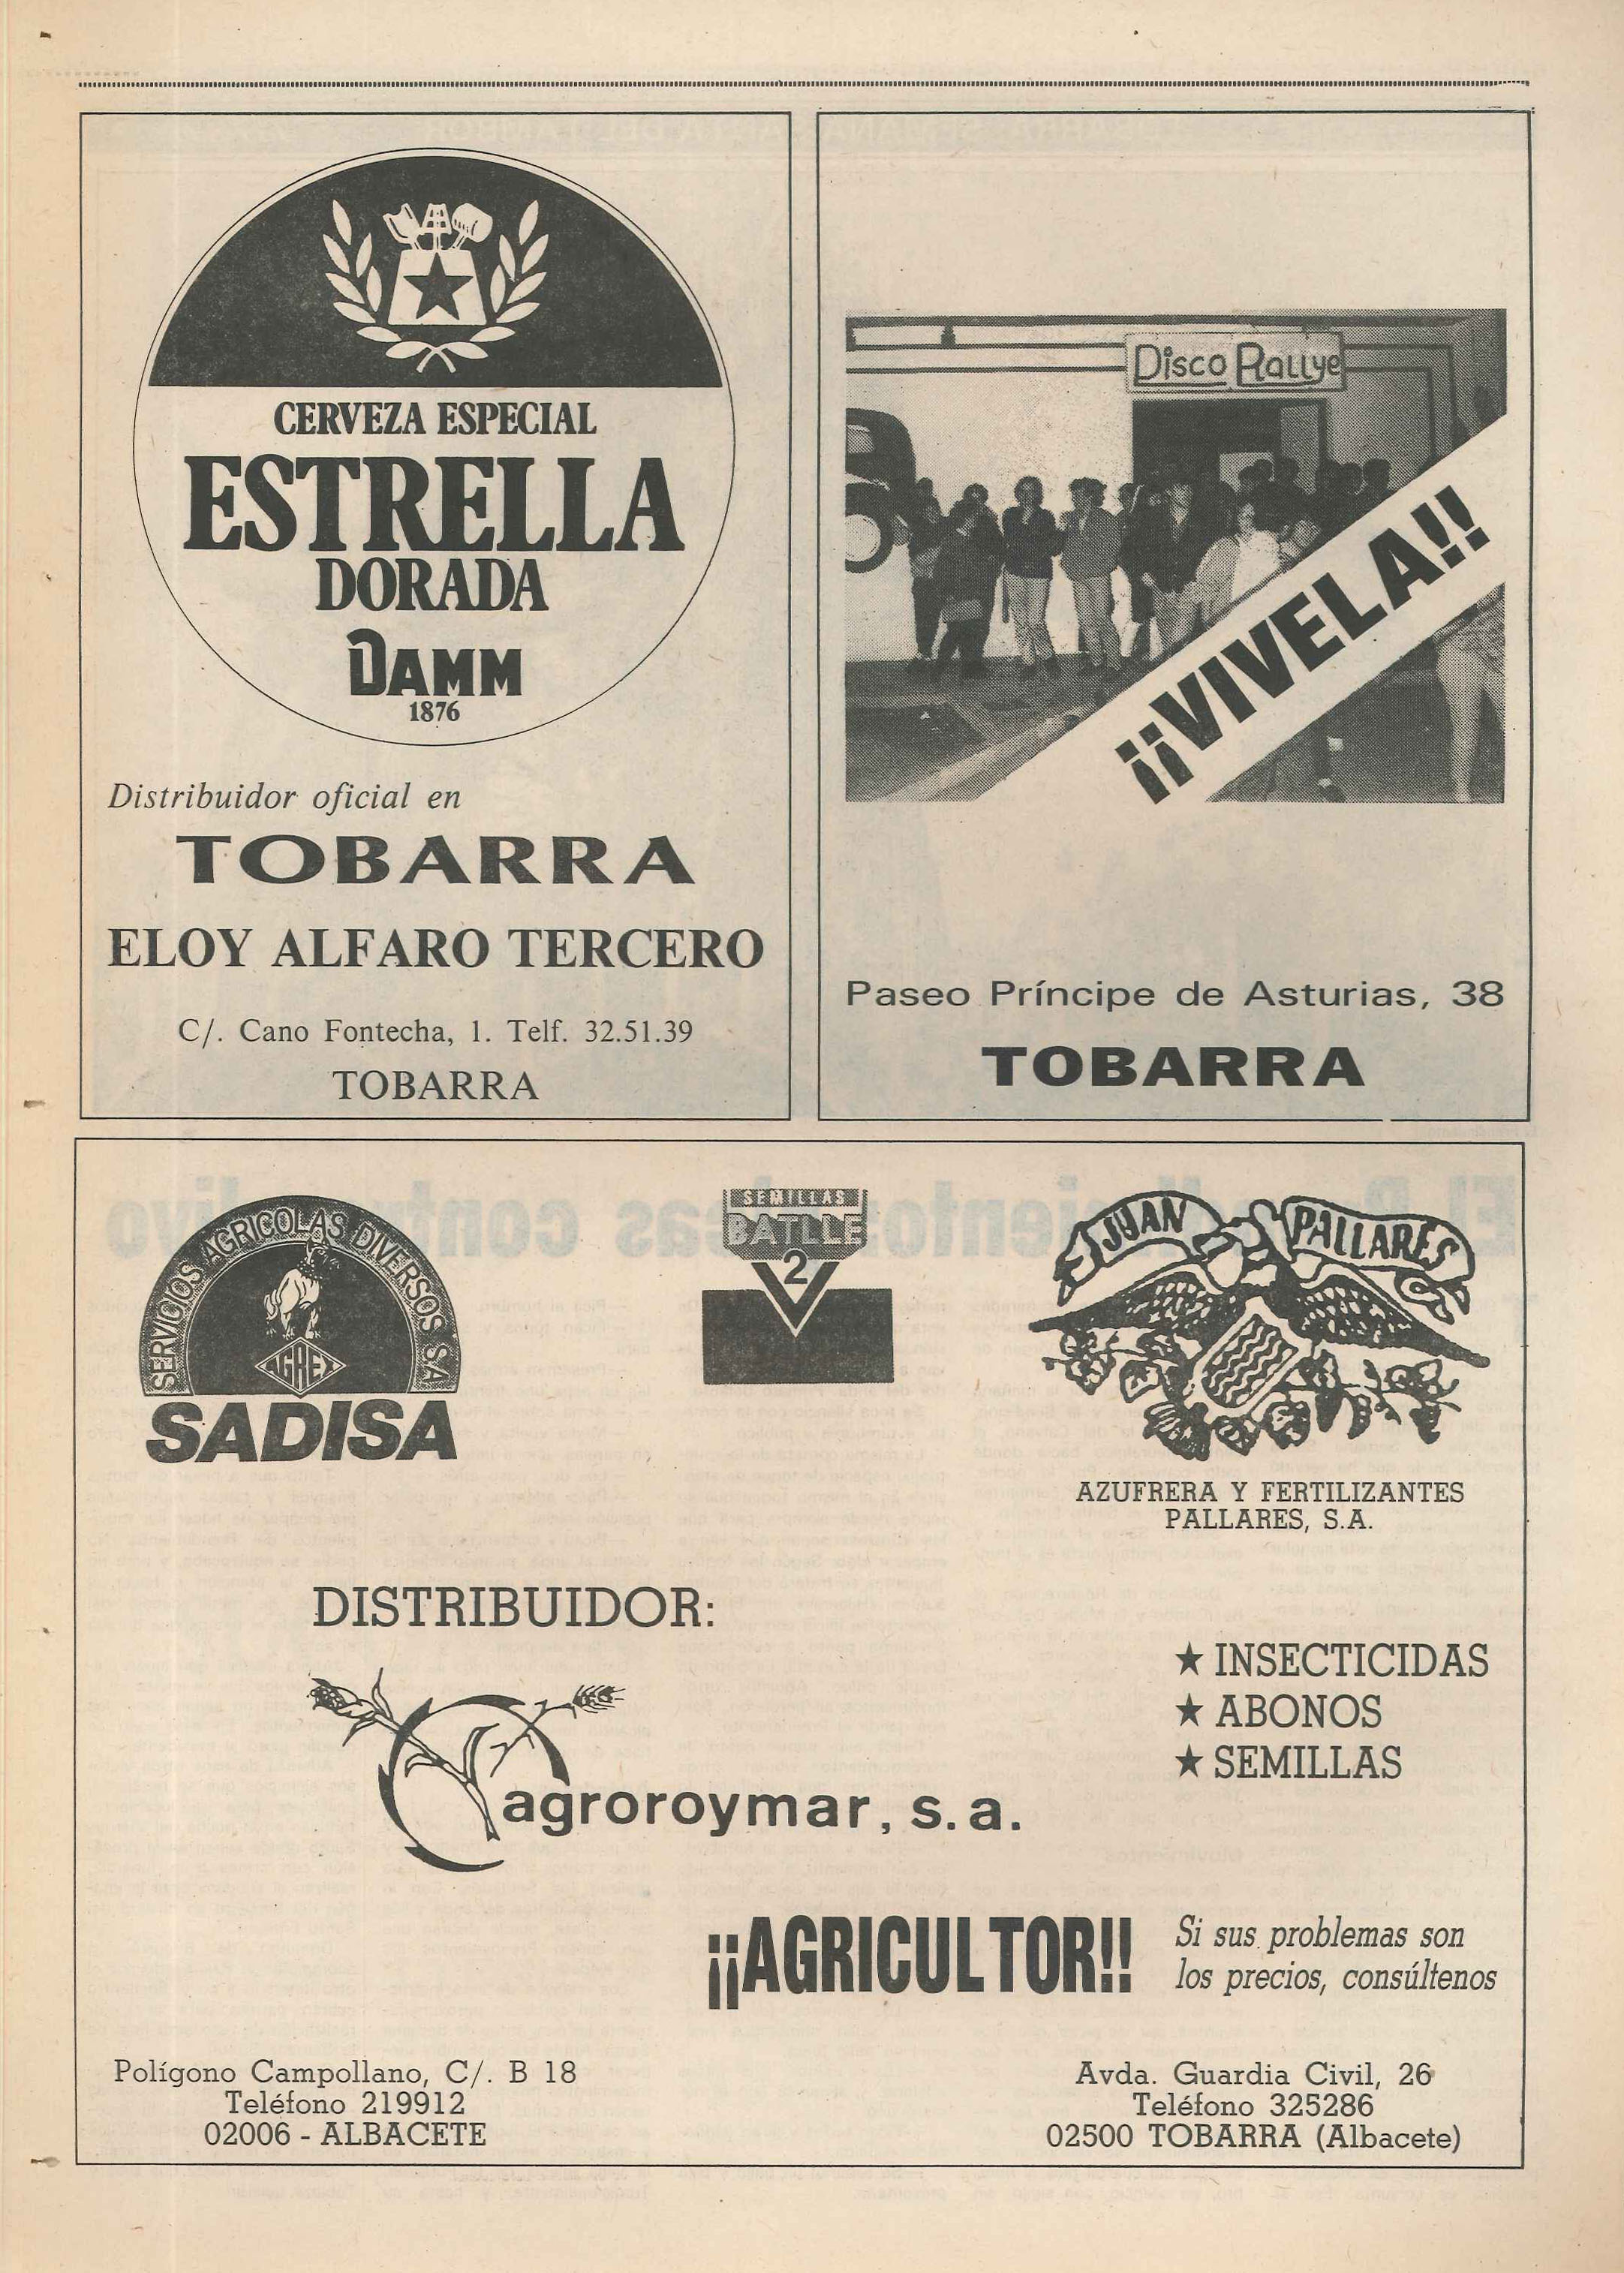 CERVEZA ESPECIAL
ESTRELLA
DORADA
DAMM
1876
Distribuidor oficial en
TOBARRA
ELOY ALFARO TERCERO
C/. Cano Fontecha, 1. Telf. 32.51.39
TOBARRA
Disco Rallye
¡¡VIVELA!!
Paseo Príncipe de Asturias, 38
TOBARRA
SERVICIOS AGRICOLAS DIVERSOS S.A
AGREX
SADISA
SEMILLAS
BATLLE
2
JUAN PALLARES
AZUFRERA Y FERTILIZANTES
PALLARES, S.A.
DISTRIBUIDOR:
agroroymar, s.a.
★ INSECTICIDAS
★ ABONOS
★ SEMILLAS
¡¡AGRICULTOR!!
Si sus problemas son
los precios, consúltenos
Polígono Campollano, C/. B 18
Teléfono 219912
02006 - ALBACETE
Avda. Guardia Civil, 26
Teléfono 325286
02500 TOBARRA (Albacete)